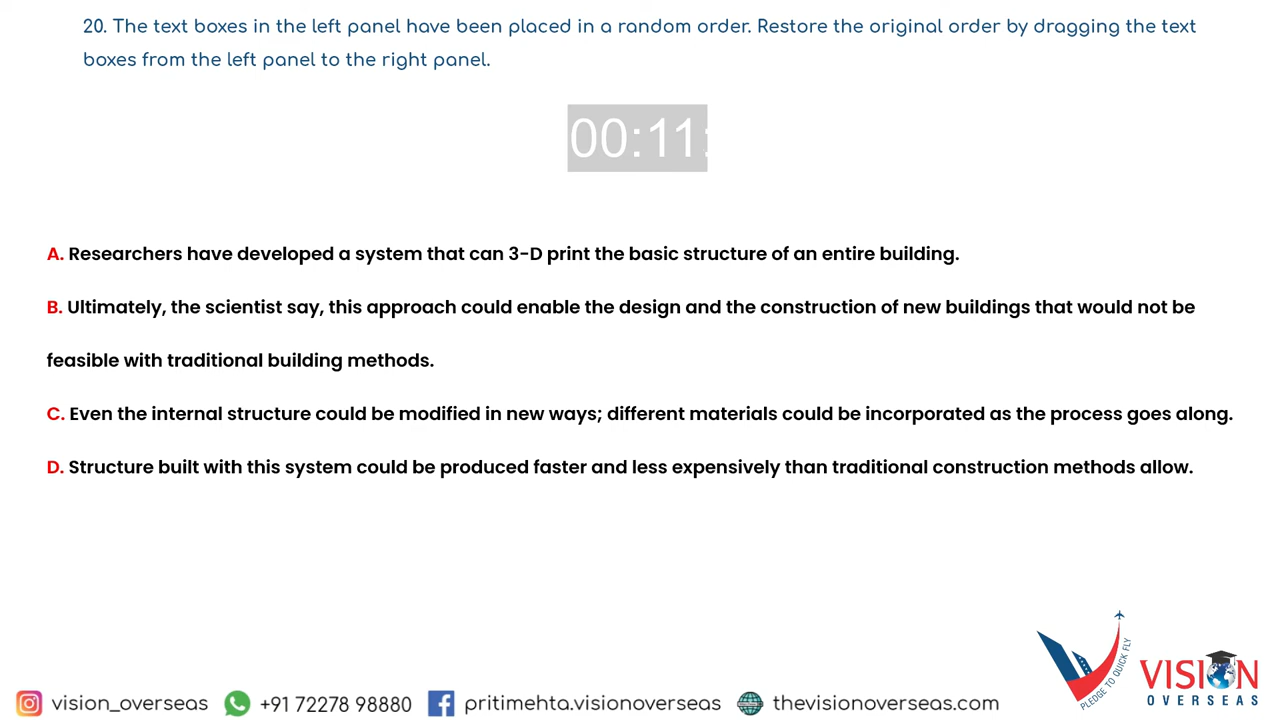 20. The text boxes in the left panel have been placed in a random order. Restore the original order by dragging the text
boxes from the left panel to the right panel.
00:11:
A. Researchers have developed a system that can 3-D print the basic structure of an entire building.
B. Ultimately, the scientist say, this approach could enable the design and the construction of new buildings that would not be
feasible with traditional building methods.
C. Even the internal structure could be modified in new ways; different materials could be incorporated as the process goes along.
D. Structure built with this system could be produced faster and less expensively than traditional construction methods allow.
PLEDGE TO QUICK FLY
VISION
OVERSEAS
vision_overseas +91 72278 98880 pritimehta.visionoverseas thevisionoverseas.com